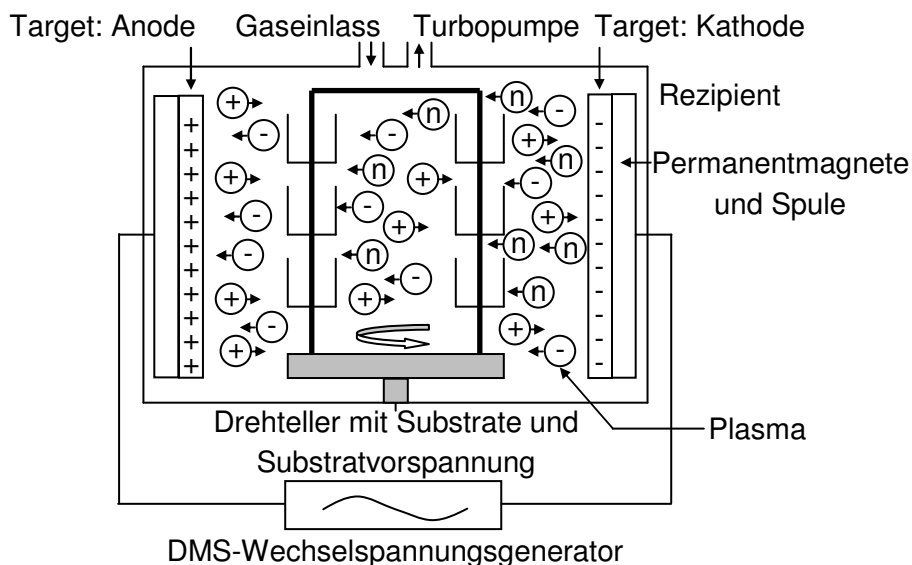 Target: Anode
Gaseinlass
Turbopumpe
Target: Kathode
Rezipient
Permanentmagnete
und Spule
Plasma
Drehteller mit Substrate und
Substratvorspannung
DMS-Wechselspannungsgenerator
+ + + + + + + + + + +
+ - + - - + - +
- n + - n - + n - +
n - + n - + n n n + -
- - - - - - - - - - -